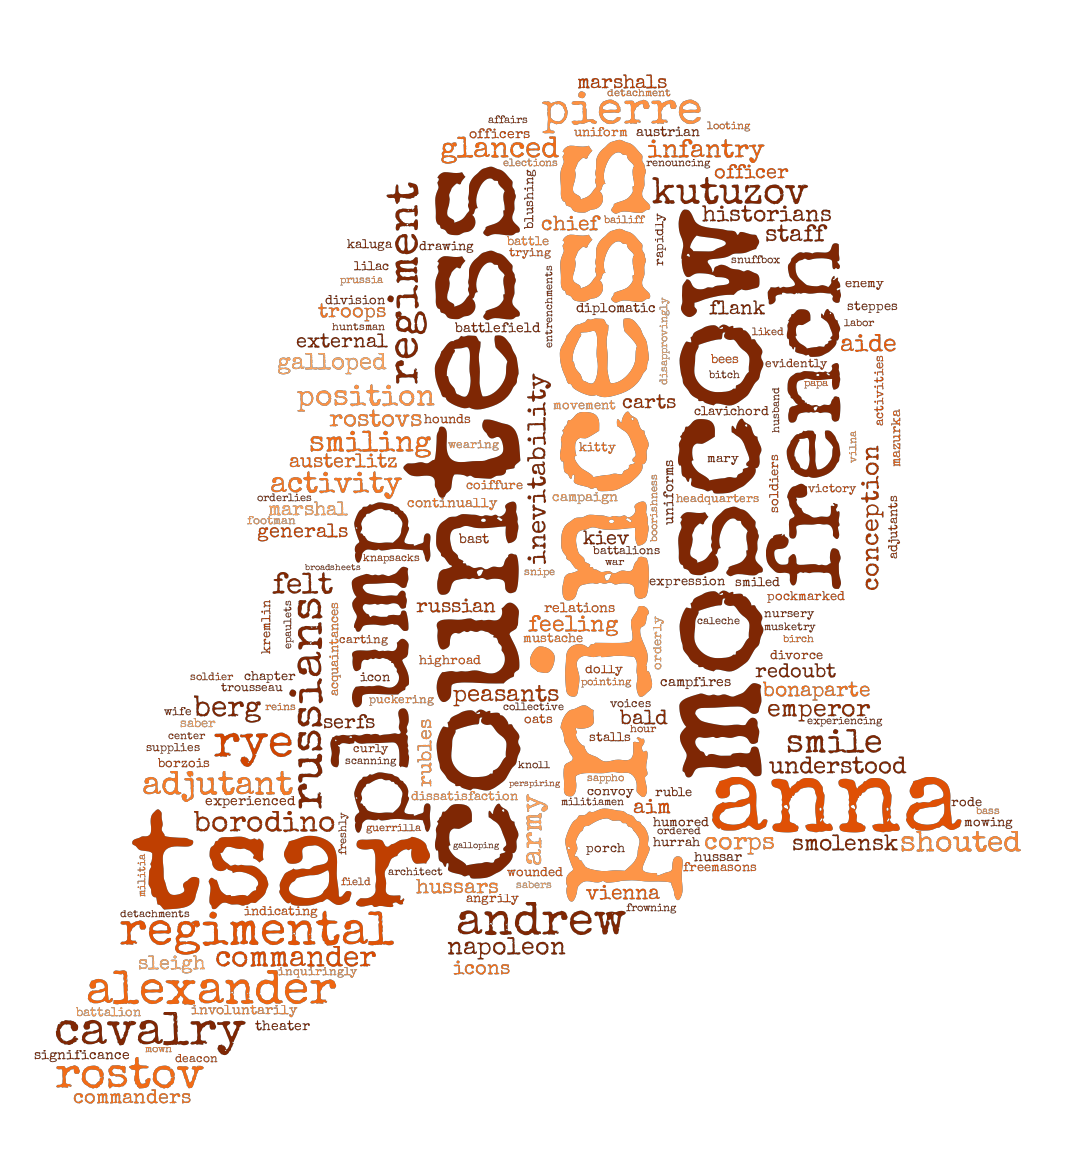 marshals
detachment
pierre
affairs
looting
officers
uniform
austrian
glanced
infantry
elections
renouncing
officer
countess
princess
kutuzov
blushing
regiment
chief
bailiff
historians
moscow
rapidly
staff
kaluga
drawing
battle
trying
french
snuffbox
lilac
prussia
entrenchments
enemy
division
troops
diplomatic
flank
steppes
huntsman
battlefield
disapprovingly
liked
labor
external
aide
galloped
bees
evidently
bitch
papa
activities
position
movement
carts
inevitability
husband
rostovs
hounds
clavichord
mazurka
smiling
wearing
kitty
vilna
austerlitz
mary
conception
activity
coiffure
soldiers
victory
orderlies
continually
campaign
headquarters
marshal
boorishness
uniforms
adjutants
footman
generals
plump
bast
kiev
battalions
knapsacks
war
broadsheets
snipe
felt
expression
smiled
pockmarked
russians
russian
relations
kremlin
epaulets
acquaintances
feeling
caleche
nursery
carting
mustache
orderly
musketry
birch
highroad
divorce
soldier
chapter
icon
dolly
redoubt
trousseau
pointing
campfires
bonaparte
puckering
peasants
wife
berg
reins
collective
voices
emperor
saber
serfs
oats
bald
experiencing
center
rye
curly
rubles
hour
smile
supplies
scanning
stalls
borzois
knoll
understood
adjutant
sappho
perspiring
convoy
ruble
anna
experienced
dissatisfaction
militiamen
aim
rode
tsar
army
bass
borodino
guerrilla
humored
mowing
freshly
ordered
galloping
porch
hurrah
corps
smolensk
shouted
hussar
militia
architect
wounded
freemasons
field
hussars
sabers
vienna
angrily
detachments
indicating
frowning
regimental
andrew
napoleon
commander
sleigh
icons
inquiringly
alexander
battalion
involuntarily
cavalry
theater
significance
mown
deacon
rostov
commanders